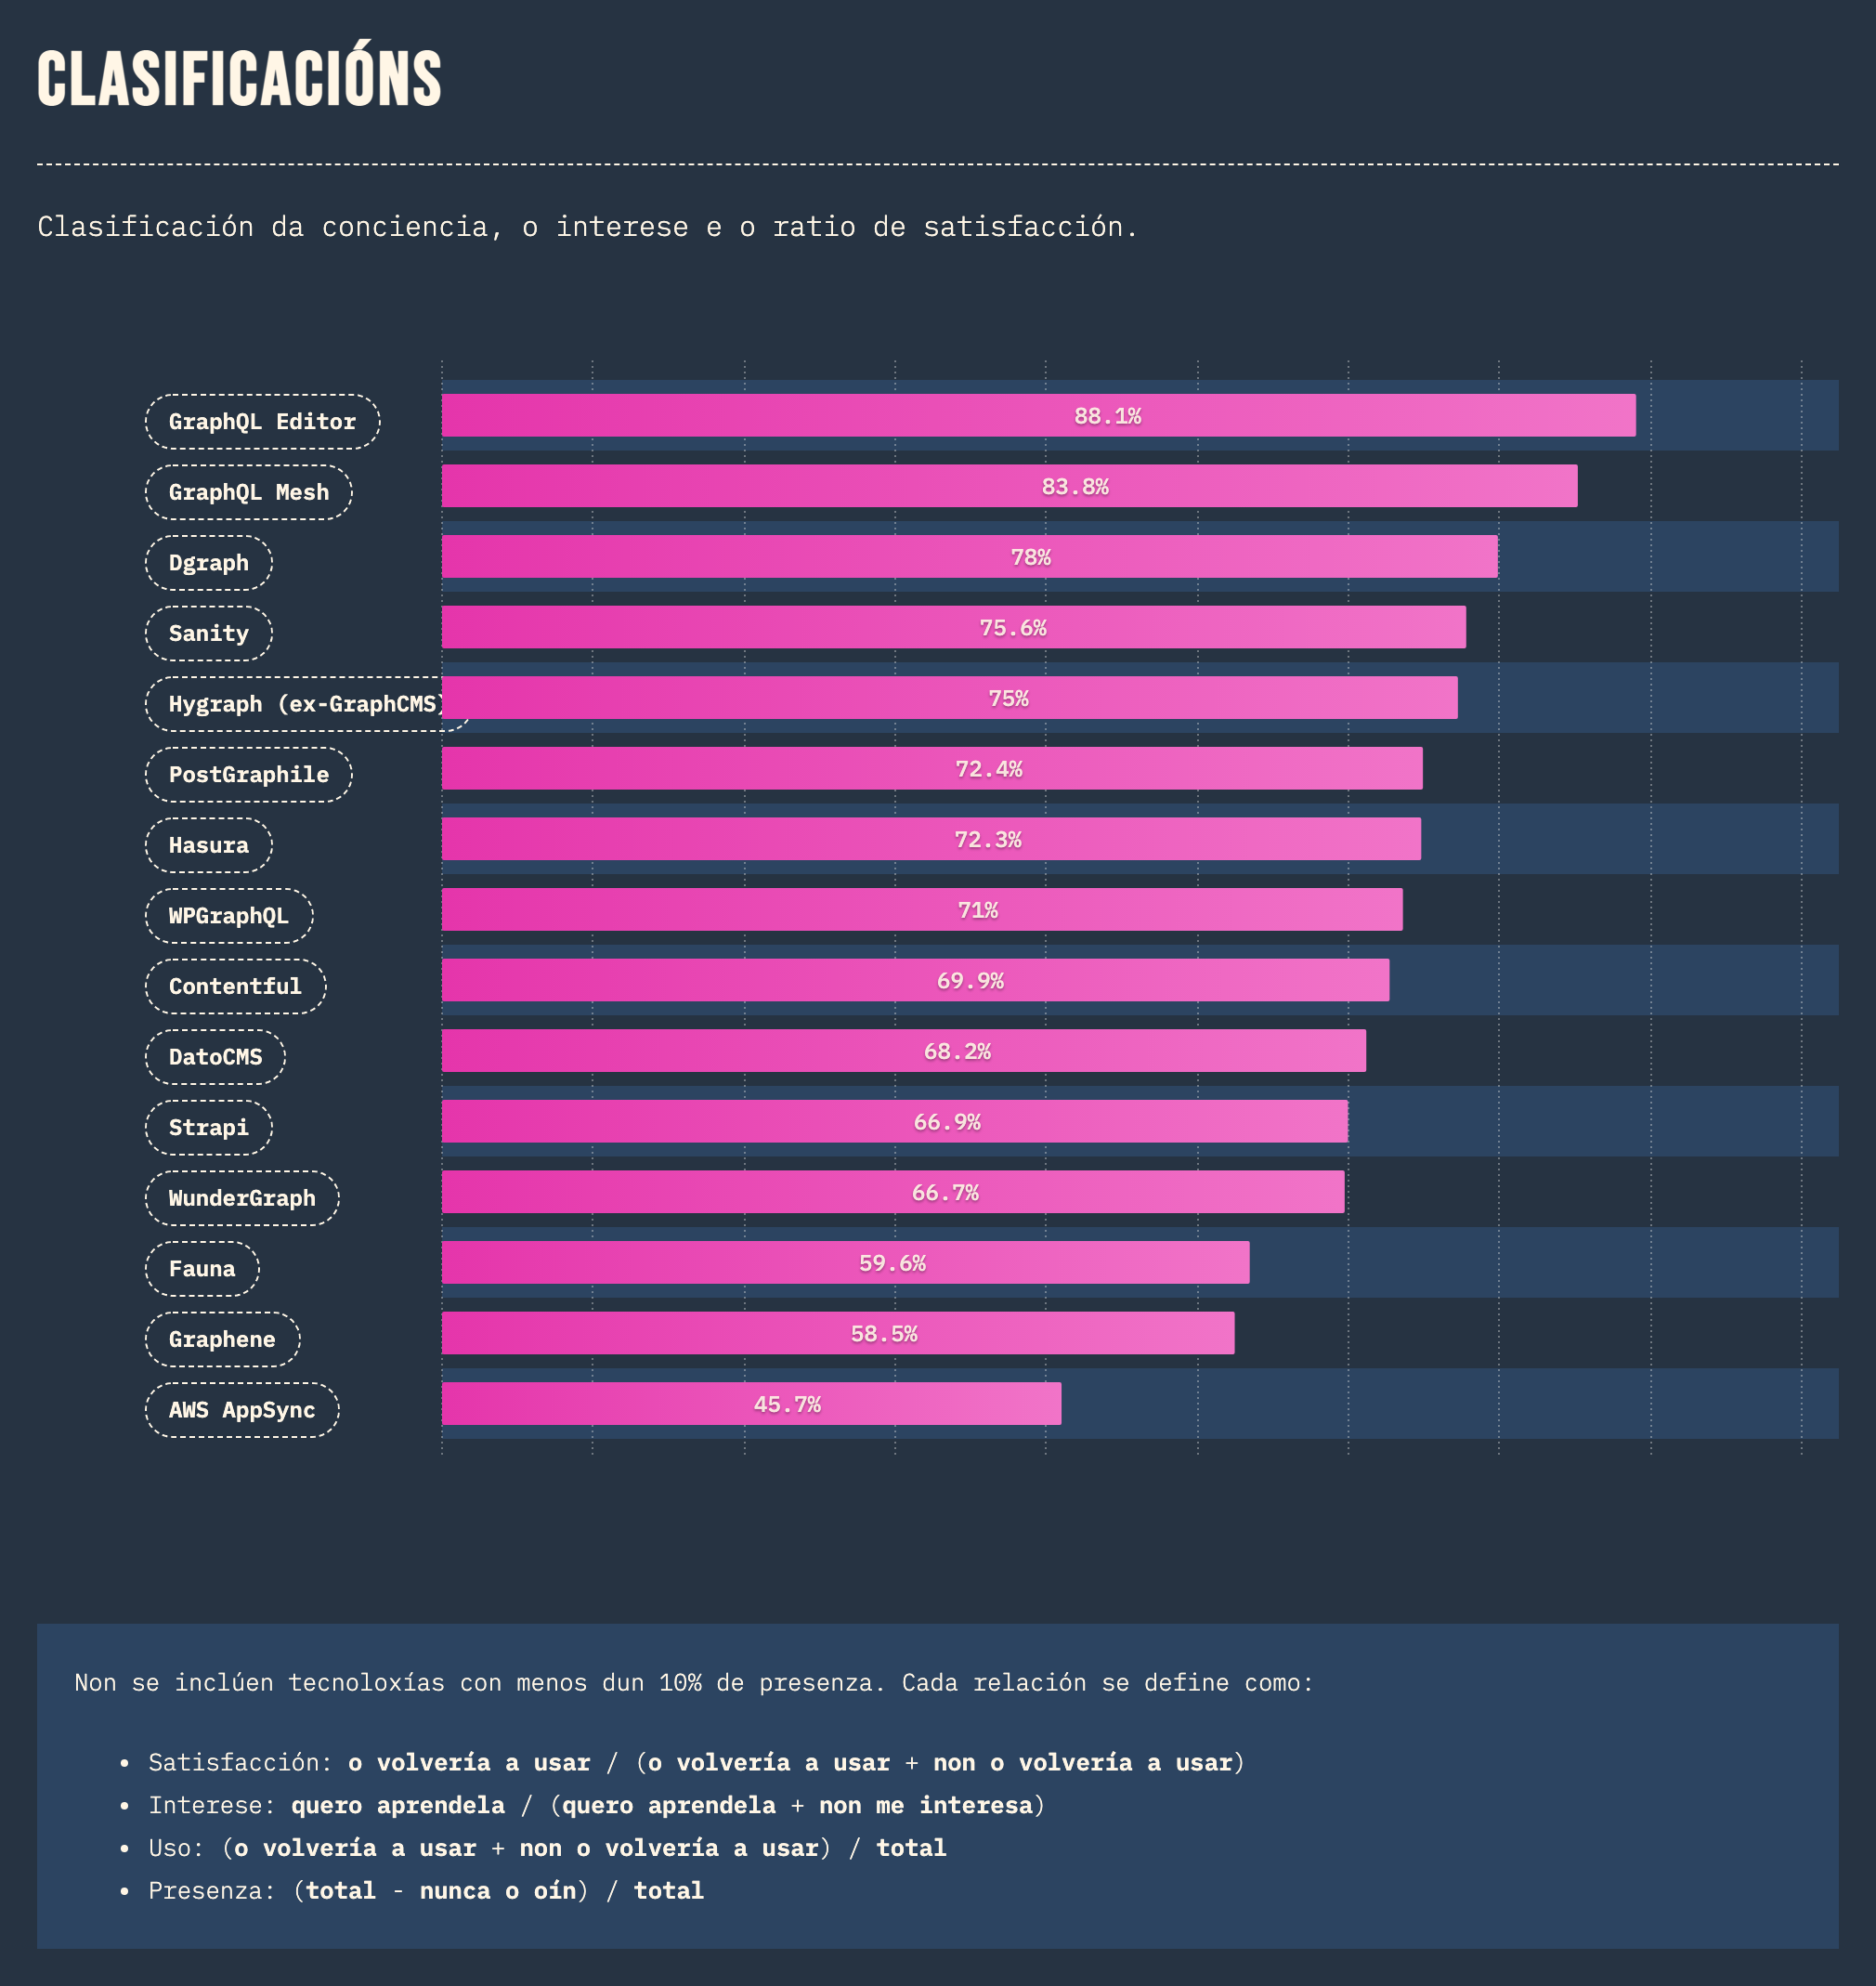 CLASIFICACIÓNS
Clasificación da conciencia, o interese e o ratio de satisfacción.
GraphQL Editor 88.1%
GraphQL Mesh 83.8%
Dgraph 78%
Sanity 75.6%
Hygraph (ex-GraphCMS) 75%
PostGraphile 72.4%
Hasura 72.3%
WPGraphQL 71%
Contentful 69.9%
DatoCMS 68.2%
Strapi 66.9%
WunderGraph 66.7%
Fauna 59.6%
Graphene 58.5%
AWS AppSync 45.7%
Non se inclúen tecnoloxías con menos dun 10% de presenza. Cada relación se define como:
• Satisfacción: o volvería a usar / (o volvería a usar + non o volvería a usar)
• Interese: quero aprendela / (quero aprendela + non me interesa)
• Uso: (o volvería a usar + non o volvería a usar) / total
• Presenza: (total - nunca o oín) / total